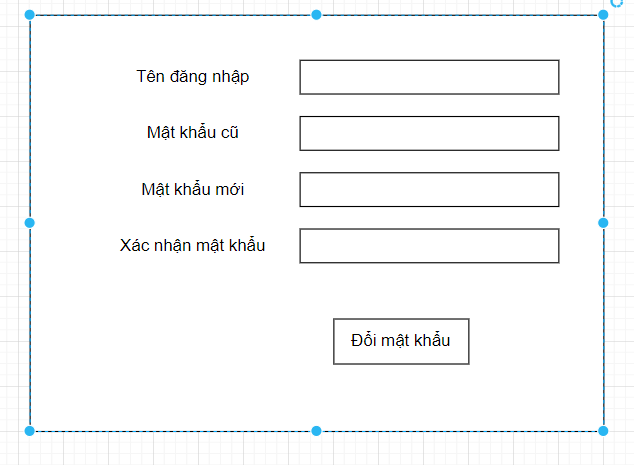 Tên đăng nhập
Mật khẩu cũ
Mật khẩu mới
Xác nhận mật khẩu
Đổi mật khẩu